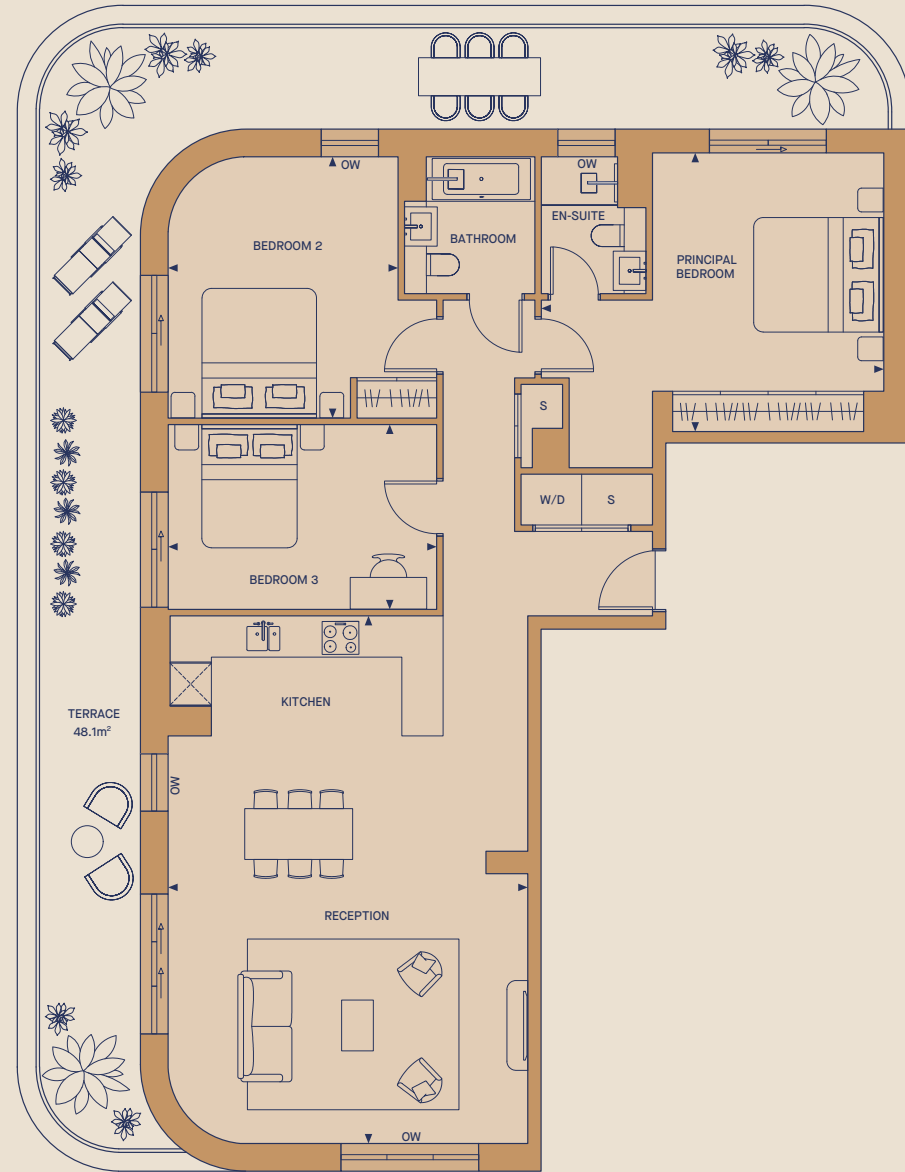 OW
OW
EN-SUITE
BATHROOM
BEDROOM 2
PRINCIPAL
BEDROOM
S
W/D
S
BEDROOM 3
KITCHEN
TERRACE
48.1m²
OW
RECEPTION
OW